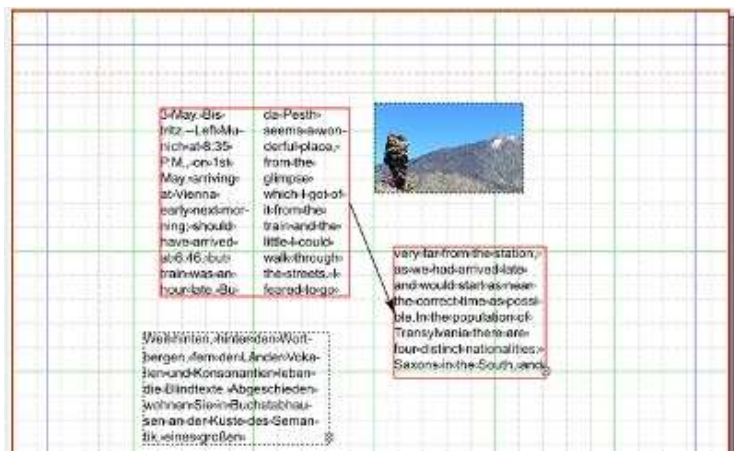 3 May. Bis-
tritz.—Left Mu-
nich at 8:35
P.M., on 1st
May, arriving
at Vienna
early next mor-
ning; should
have arrived
at 6.46, but
train was an
hour late. Bu-
da-Pesth
seems a won-
derful place,
from the
glimpse
which I got of
it from the
train and the
little I could
walk through
the streets. I
feared to go
very far from the station,
as we had arrived late
and would start as near
the correct time as possi-
ble.In the population of
Transylvania there are
four distinct nationalities:
Saxons in the South, and
Weit hinten, hinter den Wort-
bergen, fern der Länder Voka-
lien und Konsonantien leben
die Blindtexte. Abgeschieden
wohnen Sie in Buchstabhau-
sen an der Küste des Seman-
tik, eines großen